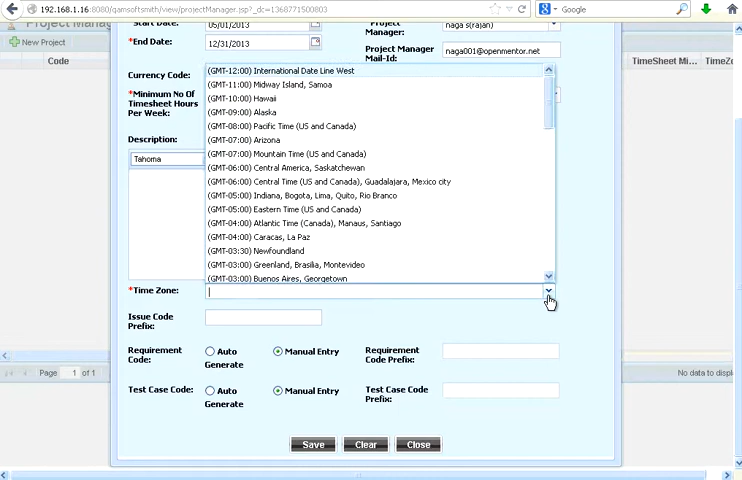 192.168.1.16:8080/qamsoftsmith/view/projectManager.jsp?_dc=1368771500803
Google
Project Manag
Start Date:
05/01/2013
Project
Manager:
naga s(rajan)
New Project
*End Date:
12/31/2013
Project Manager
Mail-Id:
naga001@openmentor.net
Code
TimeSheet Mi...
TimeZo
Currency Code:
*Minimum No Of
Timesheet Hours
Per Week:
Description:
Tahoma
(GMT-12:00) International Date Line West
(GMT-11:00) Midway Island, Samoa
(GMT-10:00) Hawaii
(GMT-09:00) Alaska
(GMT-08:00) Pacific Time (US and Canada)
(GMT-07:00) Arizona
(GMT-07:00) Mountain Time (US and Canada)
(GMT-06:00) Central America, Saskatchewan
(GMT-06:00) Central Time (US and Canada), Guadalajara, Mexico city
(GMT-05:00) Indiana, Bogota, Lima, Quito, Rio Branco
(GMT-05:00) Eastern Time (US and Canada)
(GMT-04:00) Atlantic Time (Canada), Manaus, Santiago
(GMT-04:00) Caracas, La Paz
(GMT-03:30) Newfoundland
(GMT-03:00) Greenland, Brasilia, Montevideo
(GMT-03:00) Buenos Aires, Georgetown
*Time Zone:
Issue Code
Prefix:
Requirement
Code:
Auto
Generate
Manual Entry
Requirement
Code Prefix:
Page 1 of 1
No data to displ
Test Case Code:
Auto
Generate
Manual Entry
Test Case Code
Prefix:
Save
Clear
Close